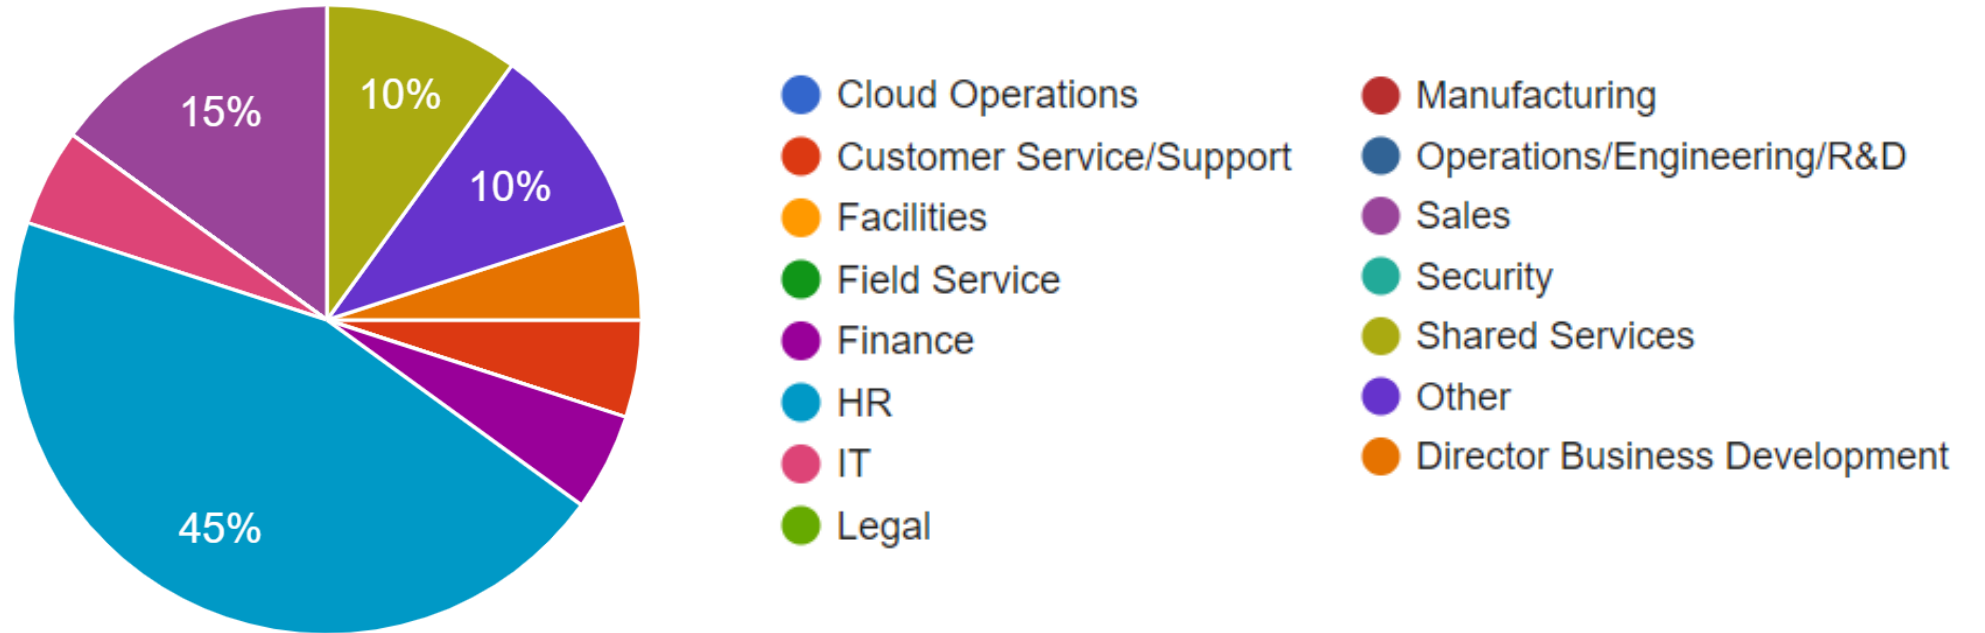 15%
10%
10%
45%
Cloud Operations
Customer Service/Support
Facilities
Field Service
Finance
HR
IT
Legal
Manufacturing
Operations/Engineering/R&D
Sales
Security
Shared Services
Other
Director Business Development